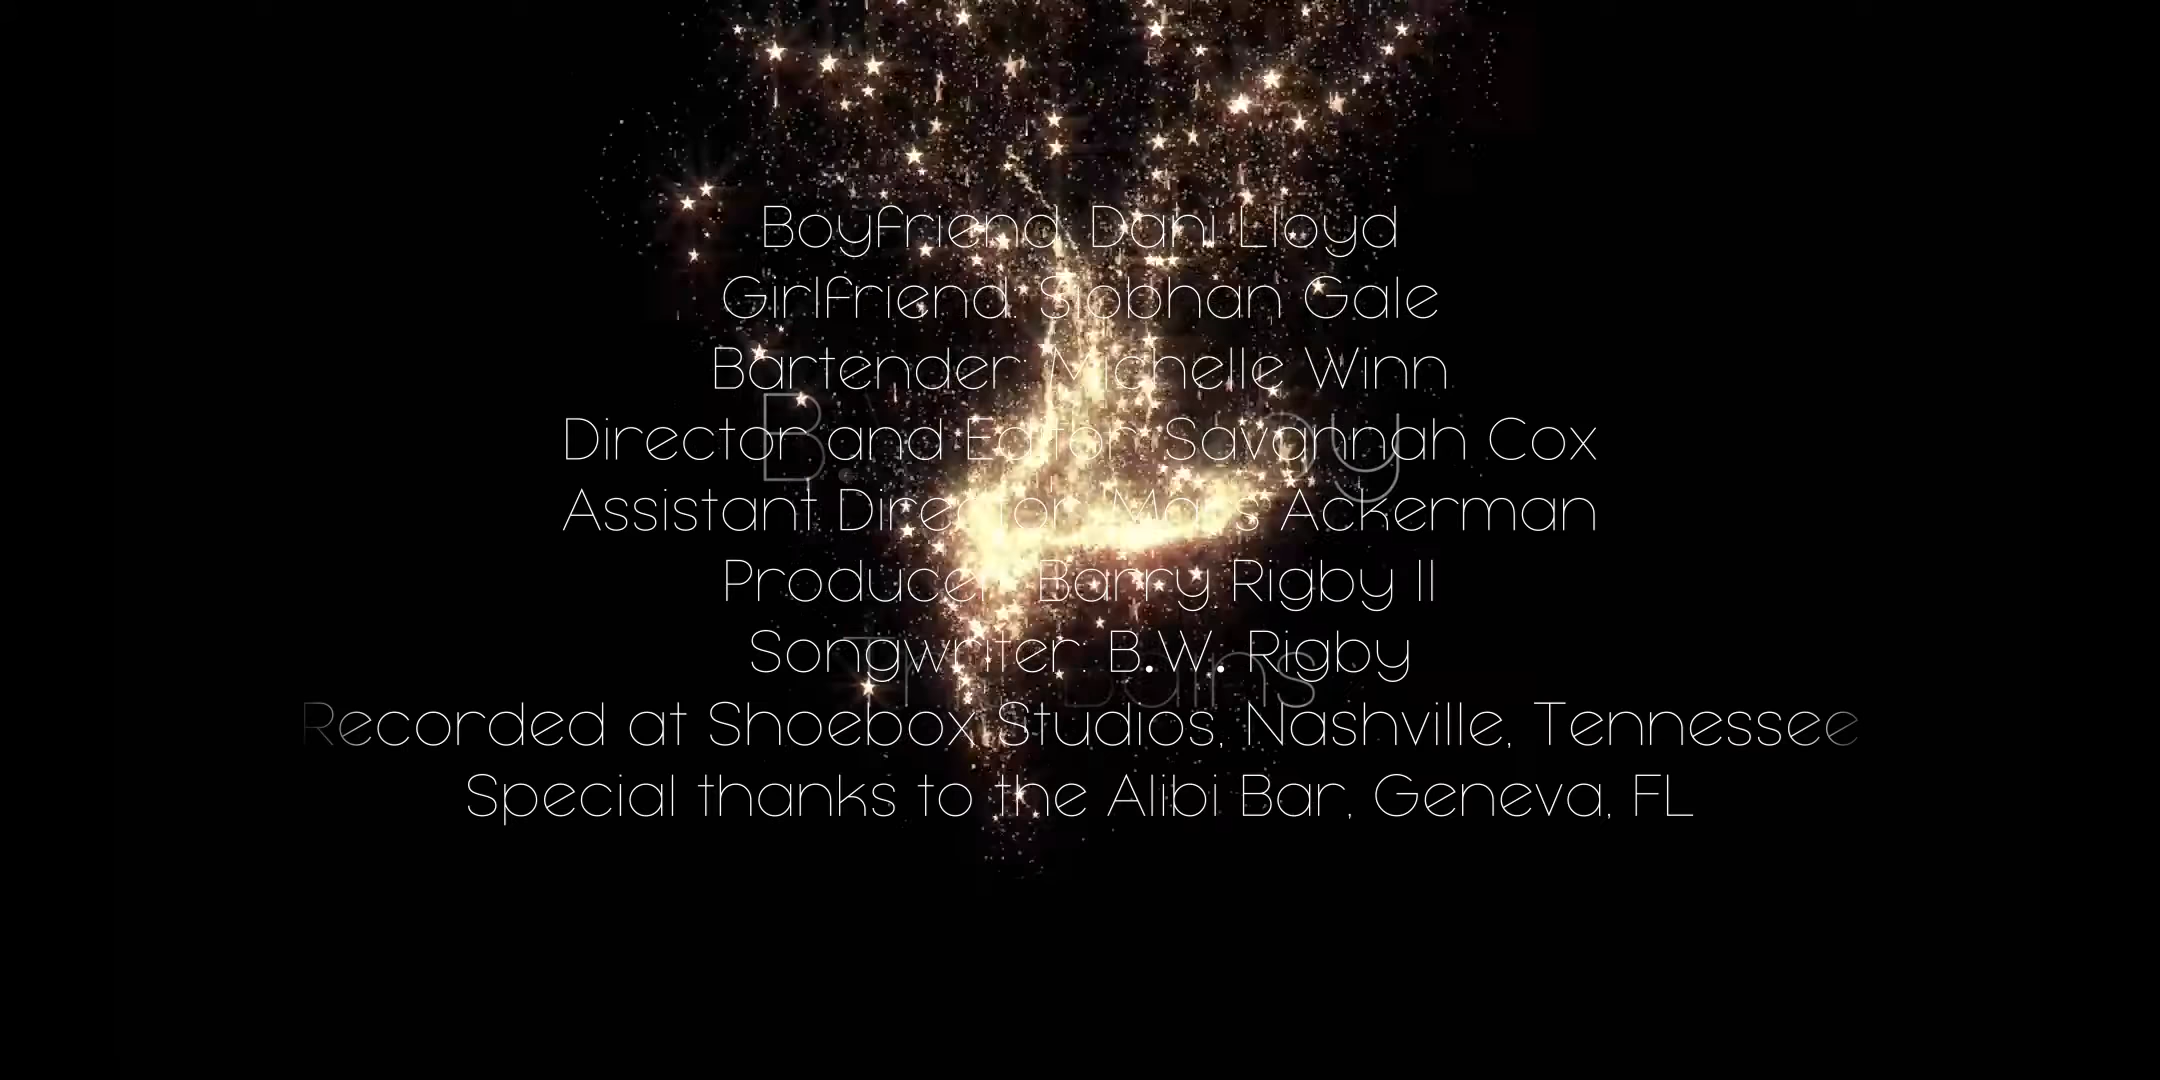 Boyfriend: Dani Lloyd
Girlfriend: Siobhan Gale
Bartender: Michelle Winn
Director and Editor: Savannah Cox
Assistant Director: Mars Ackerman
Producer: Barry Rigby II
Songwriter: B.W. Rigby
Recorded at Shoebox Studios, Nashville, Tennessee
Special thanks to the Alibi Bar, Geneva, FL